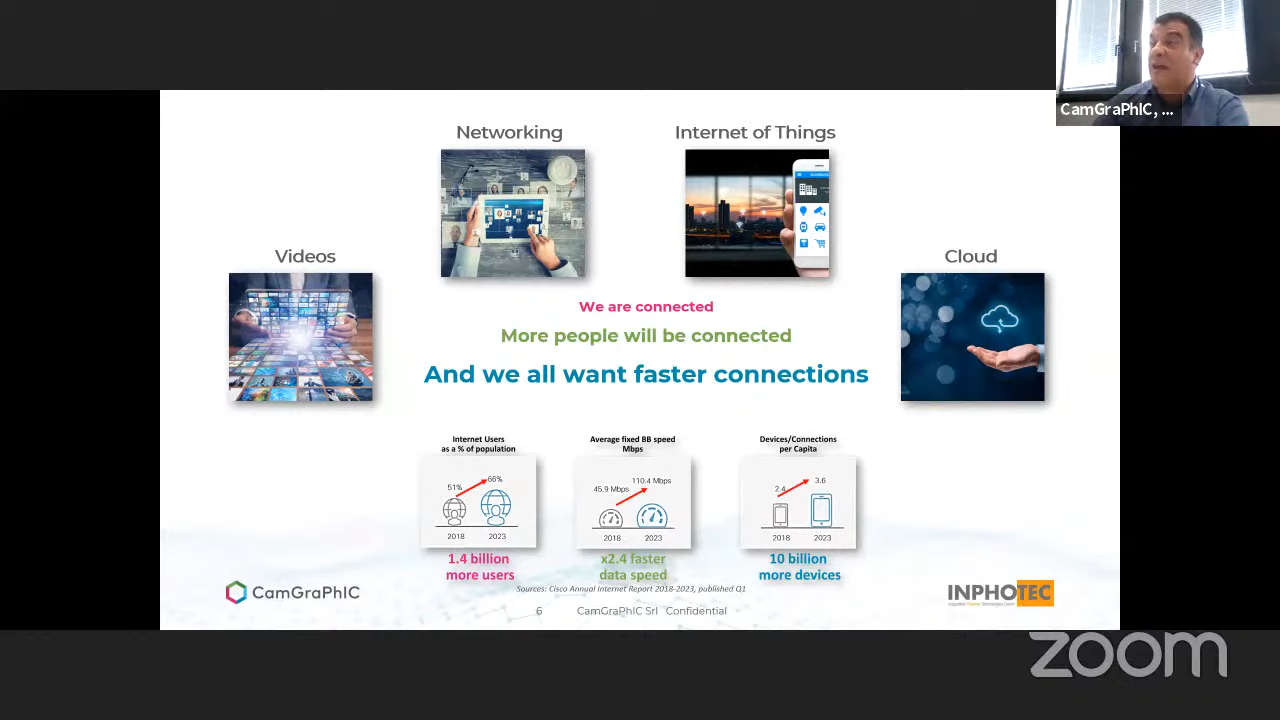 CamGraPhIC, ...
Networking
Internet of Things
Videos
Cloud
We are connected
More people will be connected
And we all want faster connections
Internet Users
as a % of population
51%
66%
2018 2023
1.4 billion
more users
Average fixed BB speed
Mbps
45.9 Mbps
110.4 Mbps
2018 2023
x2.4 faster
data speed
Devices/Connections
per Capita
2.4
3.6
2018 2023
10 billion
more devices
Sources: Cisco Annual Internet Report 2018-2023, published Q1
CamGraPhIC
INPHOTEC
6 CamGraPhIC Srl Confidential
zoom